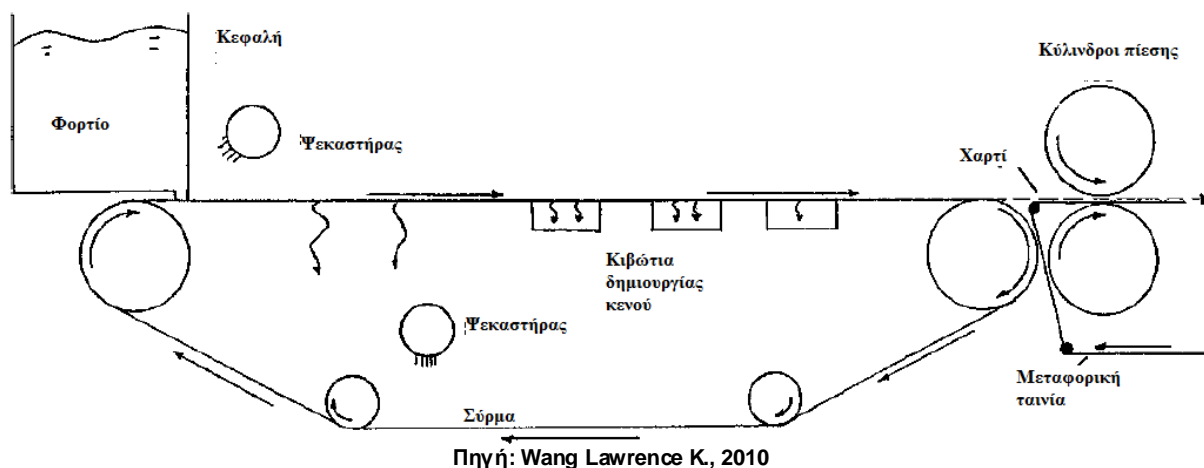 Κεφαλή
Κύλινδροι πίεσης
Φορτίο
Ψεκαστήρας
Χαρτί
Κιβώτια
δημιουργίας
κενού
Ψεκαστήρας
Μεταφορική
ταινία
Σύρμα
Πηγή: Wang Lawrence K., 2010